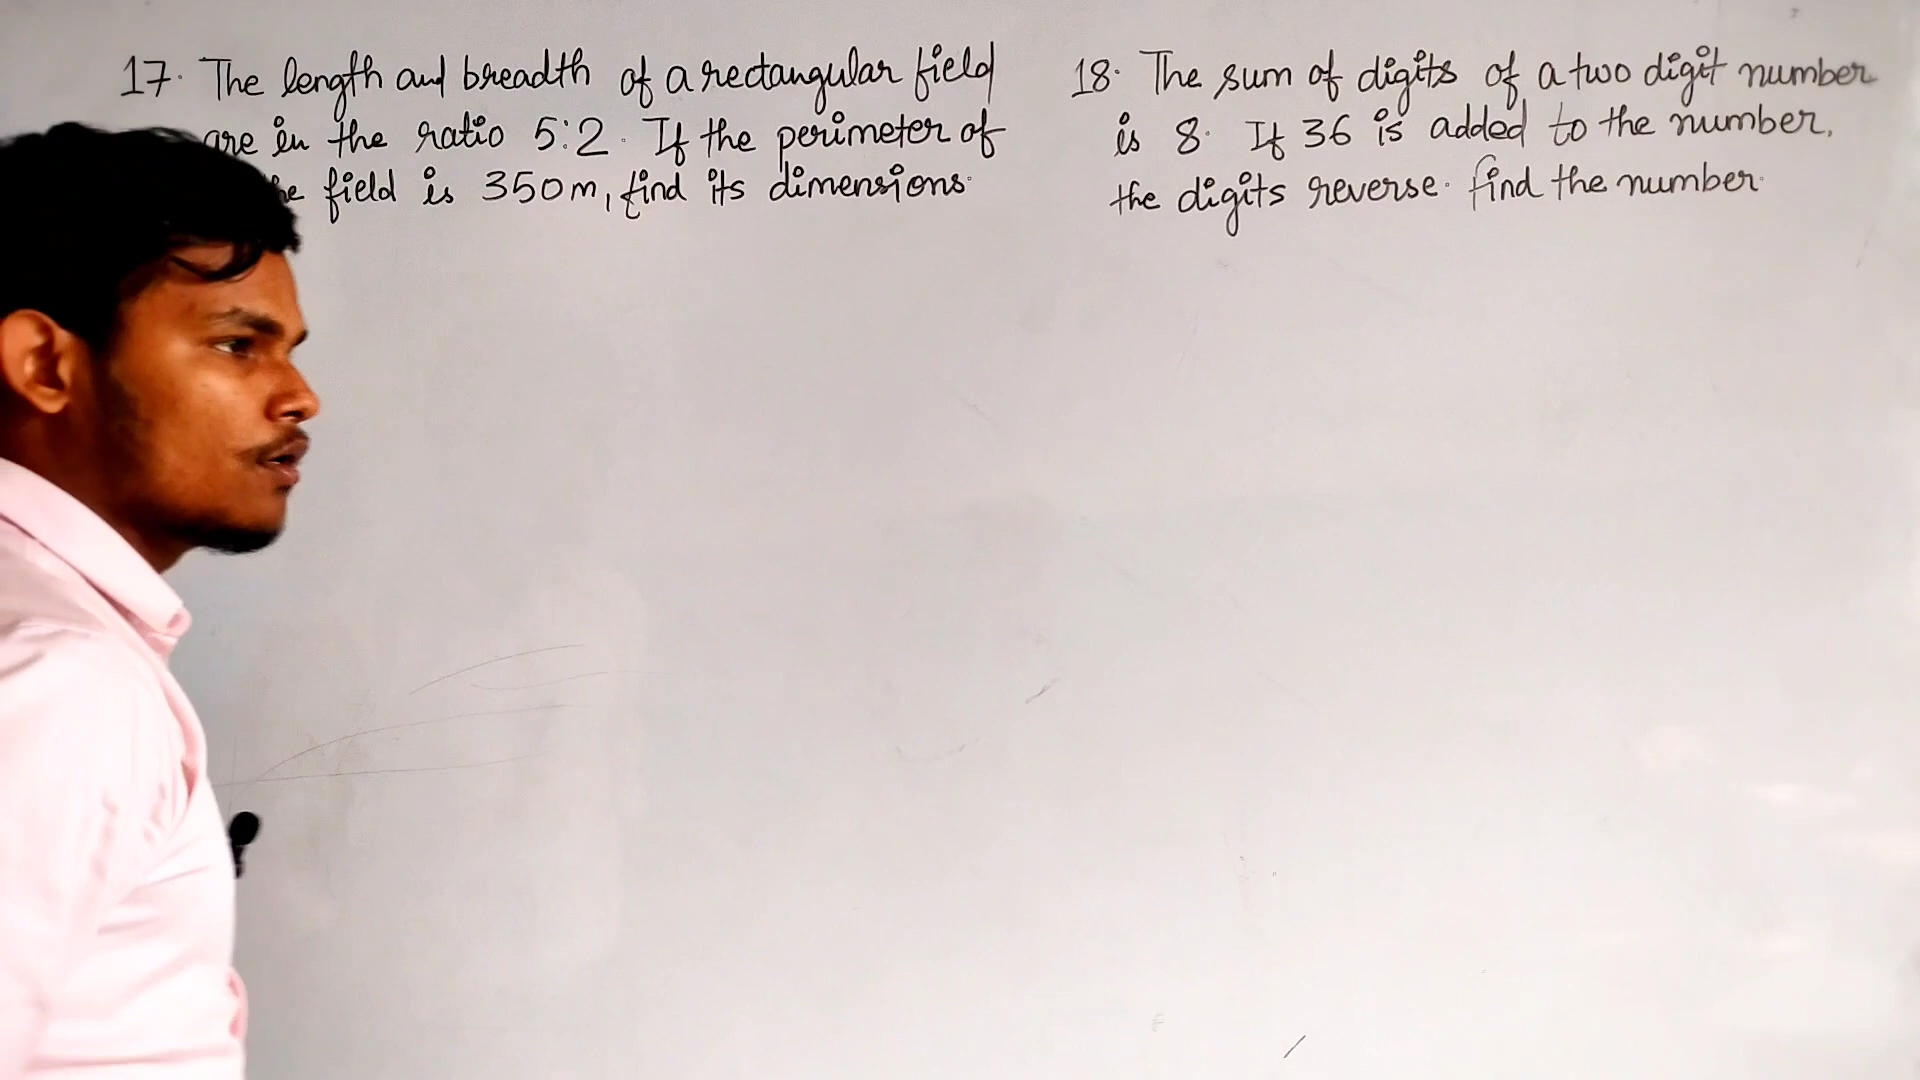 17. The length and breadth of a rectangular field
are in the ratio 5:2. If the perimeter of
he field is 350m, find its dimensions.
18. The sum of digits of a two digit number
is 8. If 36 is added to the number,
the digits reverse. find the number.